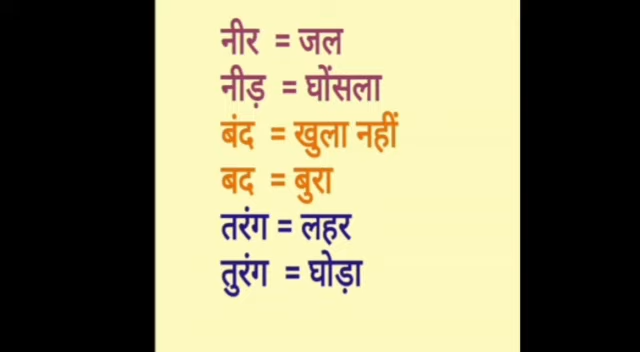 नीर = जल
नीड़ = घोंसला
बंद = खुला नहीं
बद = बुरा
तरंग = लहर
तुरंग = घोड़ा